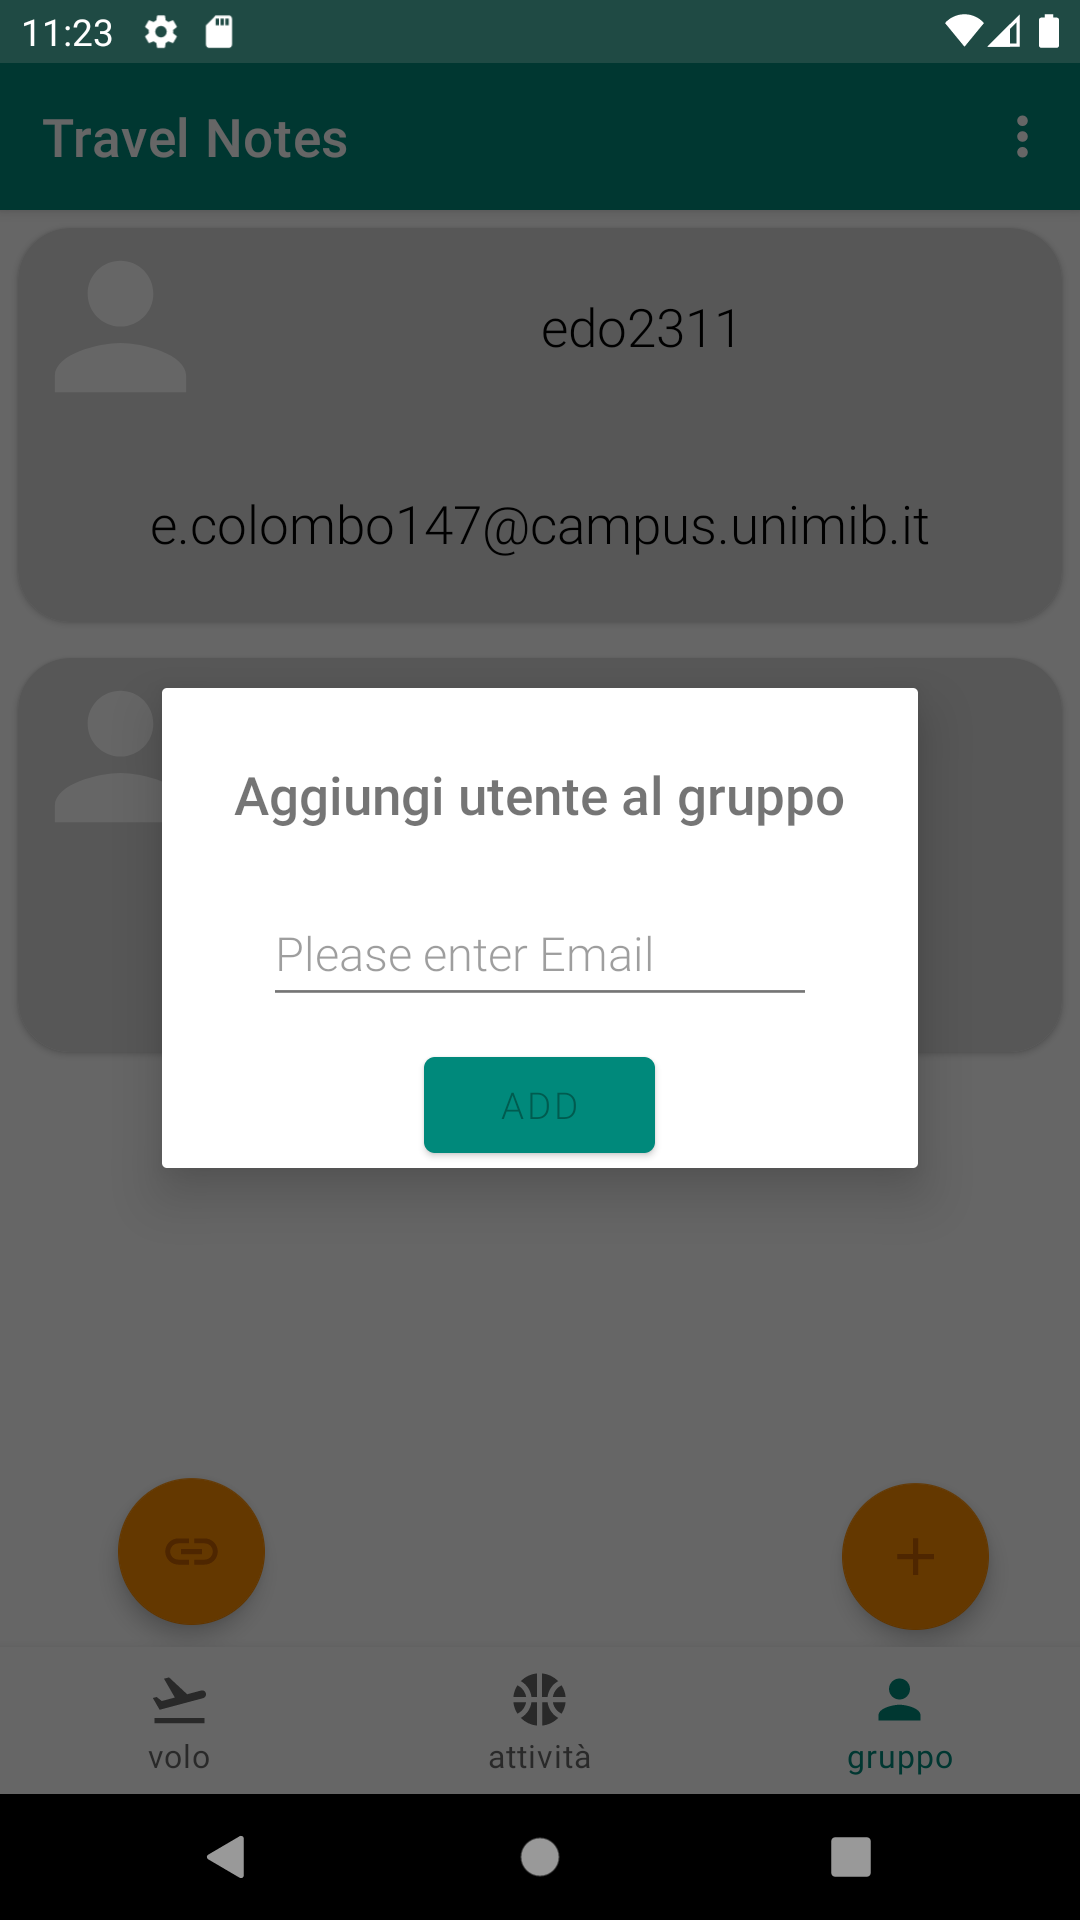 11:23
Travel Notes
edo2311
e.colombo147@campus.unimib.it
Aggiungi utente al gruppo
Please enter Email
ADD
volo
attività
gruppo